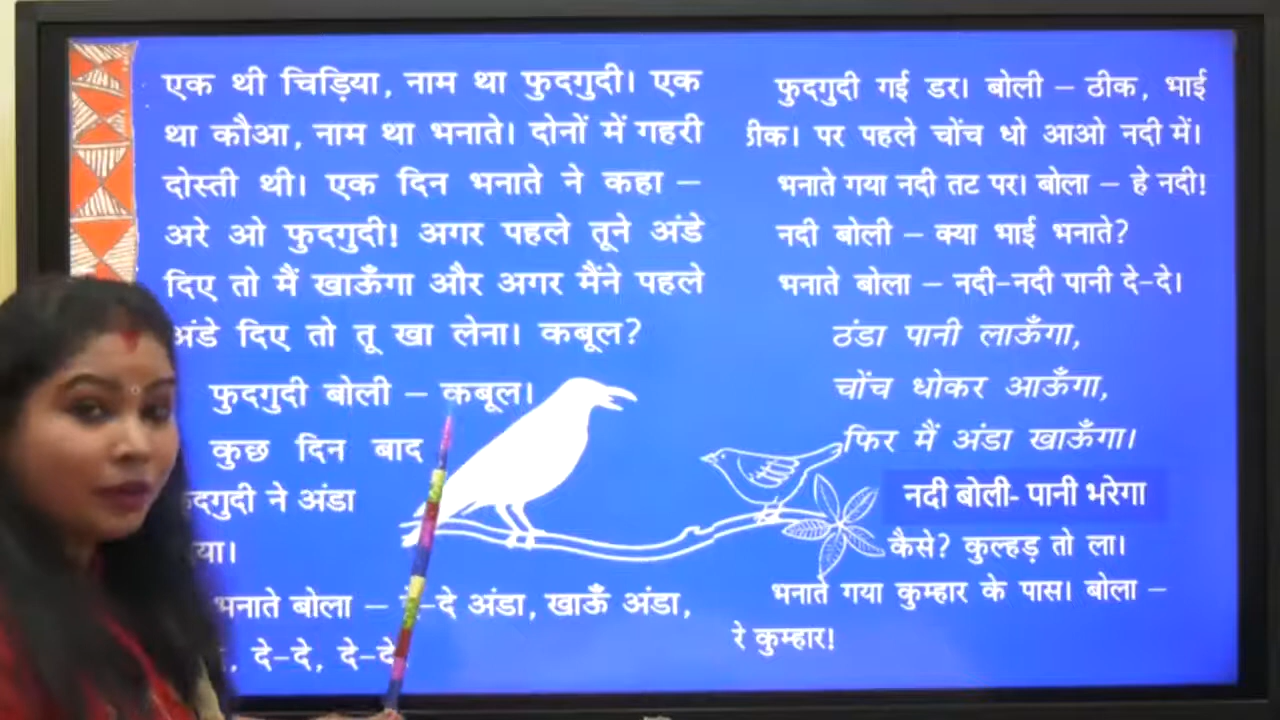 एक थी चिड़िया, नाम था फुदगुदी। एक
था कौआ, नाम था भनाते। दोनों में गहरी
दोस्ती थी। एक दिन भनाते ने कहा –
अरे ओ फुदगुदी! अगर पहले तूने अंडे
दिए तो मैं खाऊँगा और अगर मैंने पहले
अंडे दिए तो तू खा लेना। कबूल?
फुदगुदी बोली – कबूल।
कुछ दिन बाद
ने अंडा
भनाते बोला – दे अंडा, खाऊँ अंडा,
दे-दे, दे-दे
फुदगुदी गई डर। बोली – ठीक, भाई
ठीक। पर पहले चोंच धो आओ नदी में।
भनाते गया नदी तट पर। बोला – हे नदी!
नदी बोली – क्या भाई भनाते?
भनाते बोला – नदी-नदी पानी दे-दे।
ठंडा पानी लाऊँगा,
चोंच धोकर आऊँगा,
फिर मैं अंडा खाऊँगा।
नदी बोली- पानी भरेगा
कैसे? कुल्हड़ तो ला।
भनाते गया कुम्हार के पास। बोला –
रे कुम्हार!